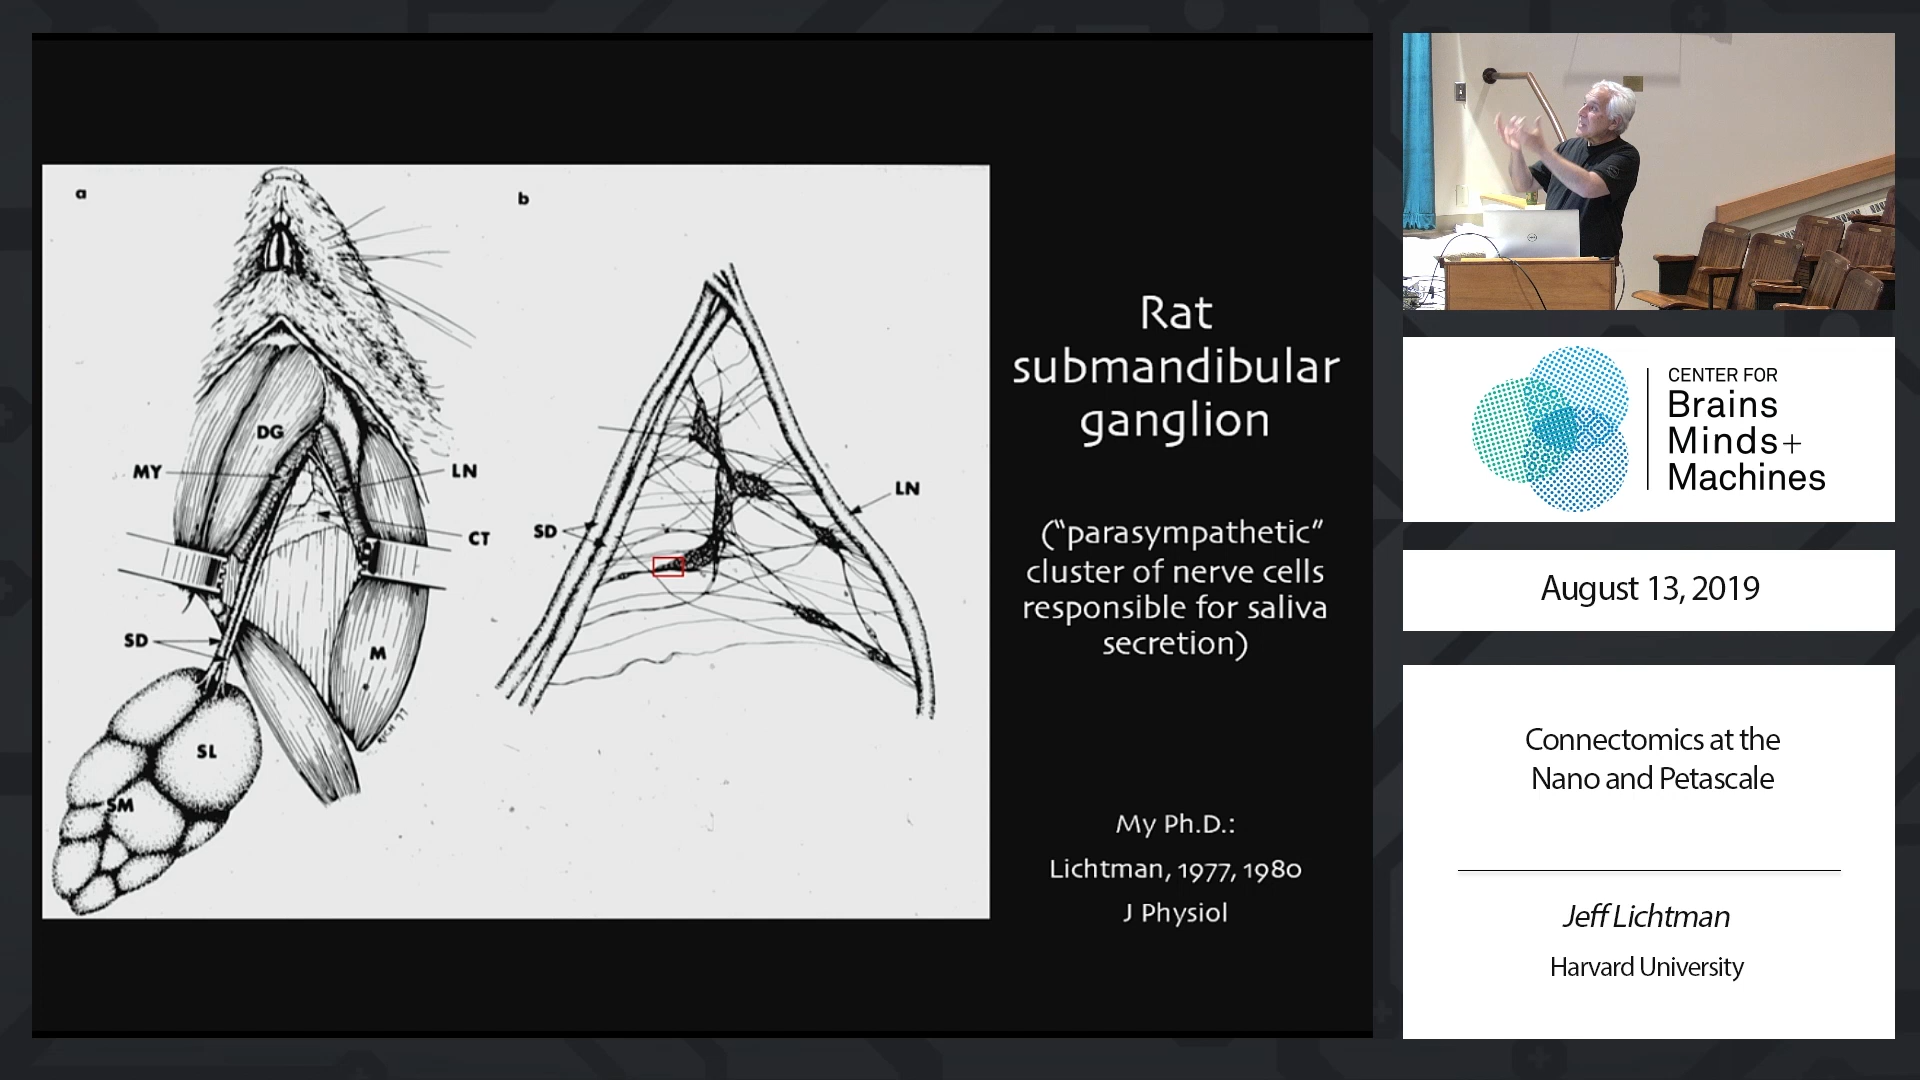 a
b
DG
MY
LN
CT
SD
M
SL
SM
RICH 77
SD
LN
Rat
submandibular
ganglion
("parasympathetic"
cluster of nerve cells
responsible for saliva
secretion)
My Ph.D.:
Lichtman, 1977, 1980
J Physiol
CENTER FOR
Brains
Minds+
Machines
August 13, 2019
Connectomics at the
Nano and Petascale
Jeff Lichtman
Harvard University